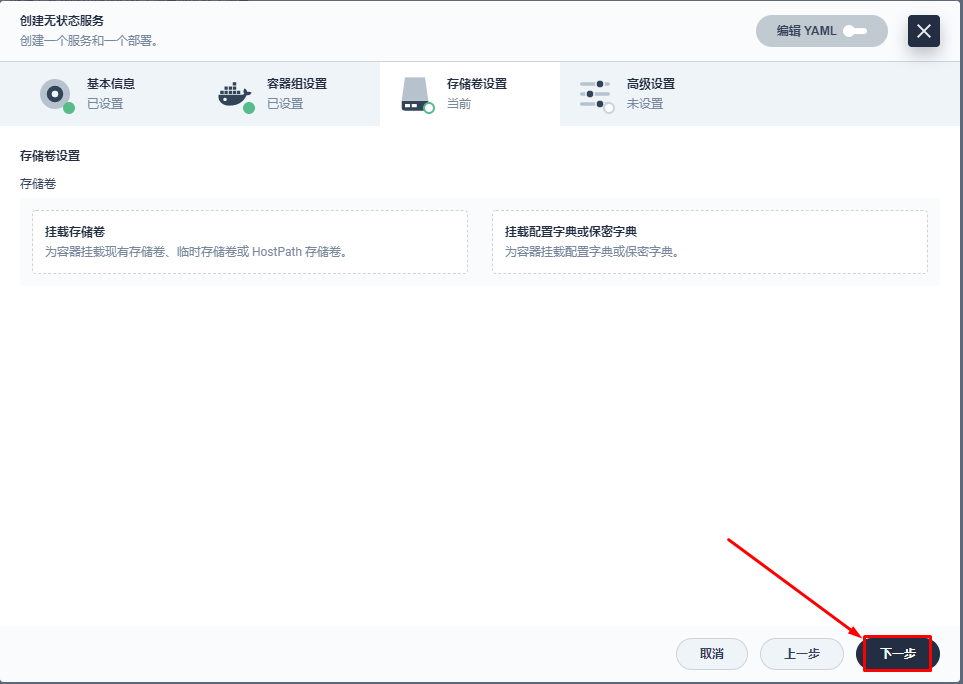 创建无状态服务
创建一个服务和一个部署。
编辑 YAML
基本信息
已设置
容器组设置
已设置
存储卷设置
当前
高级设置
未设置
存储卷设置
存储卷
挂载存储卷
为容器挂载现有存储卷、临时存储卷或 HostPath 存储卷。
挂载配置字典或保密字典
为容器挂载配置字典或保密字典。
取消
上一步
下一步